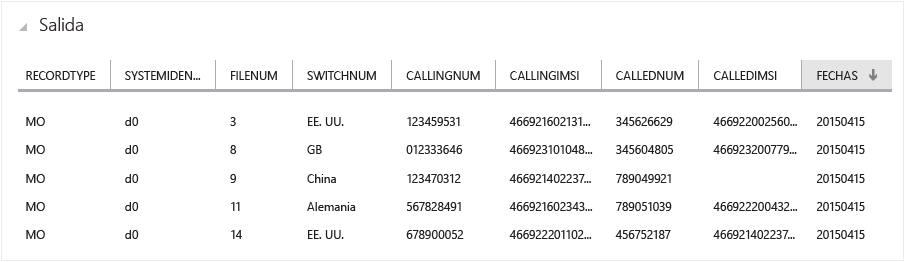 Salida
RECORDTYPE SYSTEMIDEN... FILENUM SWITCHNUM CALLINGNUM CALLINGIMSI CALLEDNUM CALLEDIMSI FECHAS
MO d0 3 EE. UU. 123459531 466921602131... 345626629 466922002560... 20150415
MO d0 8 GB 012333646 466923101048... 345604805 466923200779... 20150415
MO d0 9 China 123470312 466921402237... 789049921 20150415
MO d0 11 Alemania 567828491 466921602343... 789051039 466922200432... 20150415
MO d0 14 EE. UU. 678900052 466922201102... 456752187 466921402237... 20150415